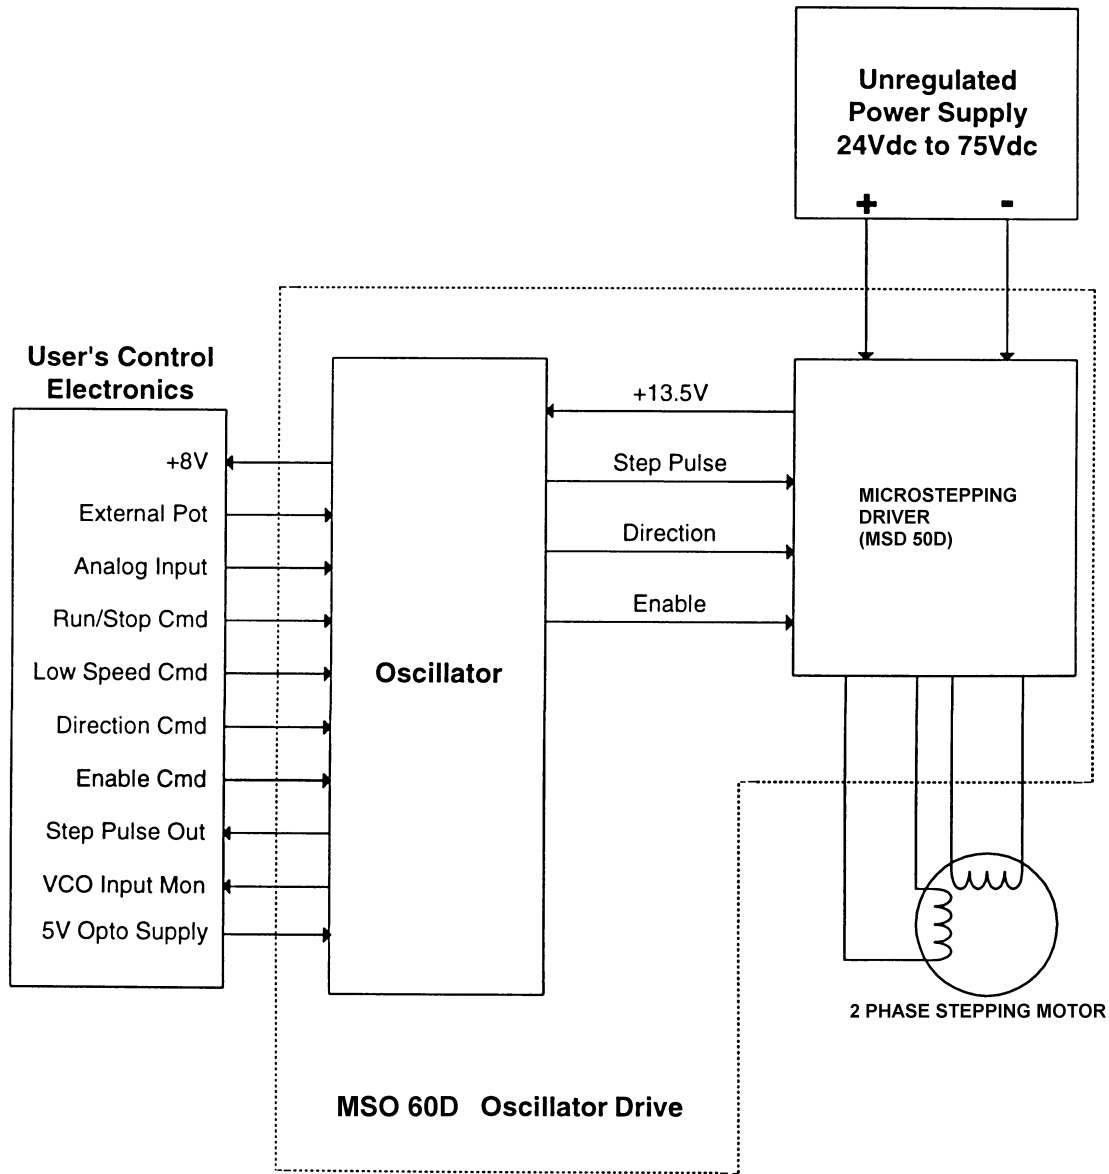 Unregulated
Power Supply
24Vdc to 75Vdc
+ -
User's Control
Electronics
+8V
External Pot
Analog Input
Run/Stop Cmd
Low Speed Cmd
Direction Cmd
Enable Cmd
Step Pulse Out
VCO Input Mon
5V Opto Supply
Oscillator
+13.5V
Step Pulse
Direction
Enable
MICROSTEPPING
DRIVER
(MSD 50D)
2 PHASE STEPPING MOTOR
MSO 60D Oscillator Drive